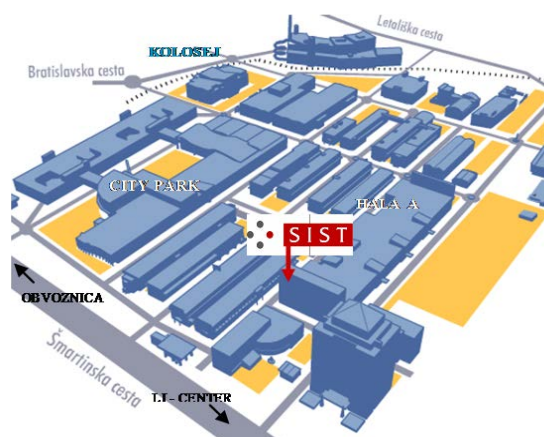 Letališka cesta
KOLOSEJ
Bratislavska cesta
CITY PARK
HALA A
SIST
OBVOZNICA
Šmartinska cesta
LJ - CENTER